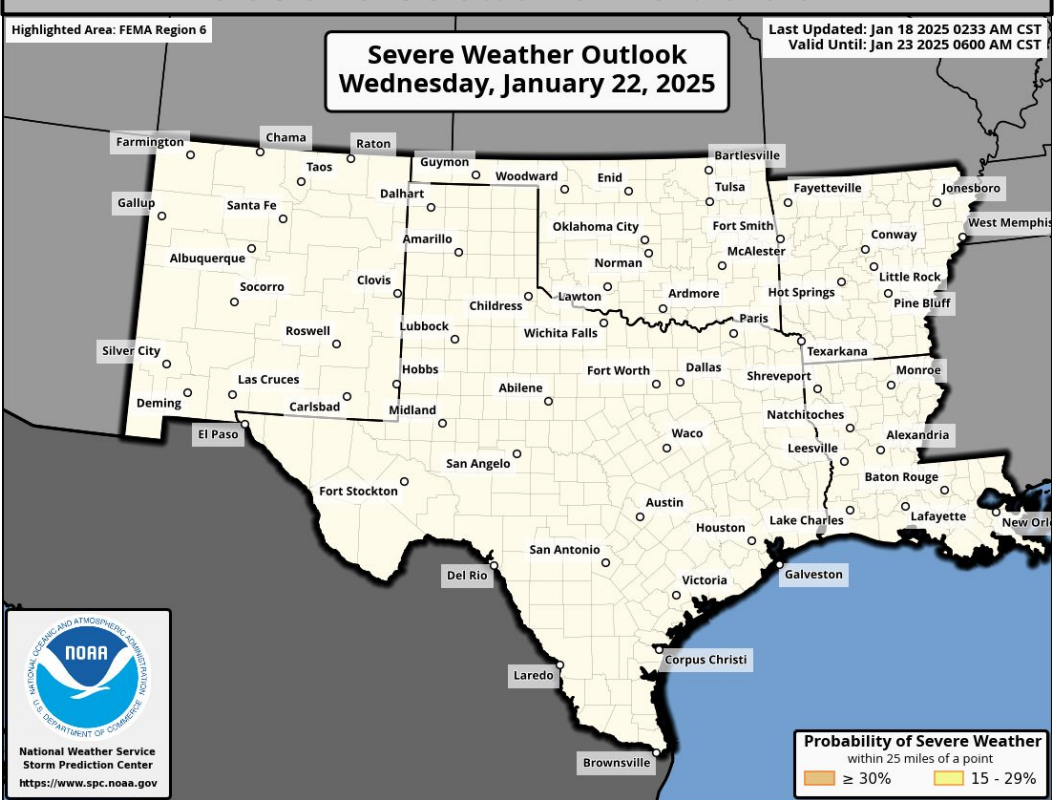 Highlighted Area: FEMA Region 6
Last Updated: Jan 18 2025 0233 AM CST
Valid Until: Jan 23 2025 0600 AM CST
Severe Weather Outlook
Wednesday, January 22, 2025
Farmington
Chama
Raton
Taos
Guymon
Woodward
Enid
Bartlesville
Tulsa
Fayetteville
Jonesboro
Gallup
Santa Fe
Dalhart
Oklahoma City
Fort Smith
Conway
West Memphis
Albuquerque
Amarillo
Norman
McAlester
Little Rock
Socorro
Clovis
Childress
Lawton
Ardmore
Hot Springs
Pine Bluff
Roswell
Lubbock
Wichita Falls
Paris
Texarkana
Silver City
Las Cruces
Hobbs
Abilene
Fort Worth
Dallas
Shreveport
Monroe
Deming
Carlsbad
Midland
Natchitoches
El Paso
Waco
Leesville
Alexandria
San Angelo
Fort Stockton
Baton Rouge
Austin
Houston
Lake Charles
Lafayette
New Orl
San Antonio
Del Rio
Victoria
Galveston
Corpus Christi
Laredo
Brownsville
NATIONAL OCEANIC AND ATMOSPHERIC ADMINISTRATION
NOAA
U.S. DEPARTMENT OF COMMERCE
National Weather Service
Storm Prediction Center
https://www.spc.noaa.gov
Probability of Severe Weather
within 25 miles of a point
≥ 30%
15 - 29%